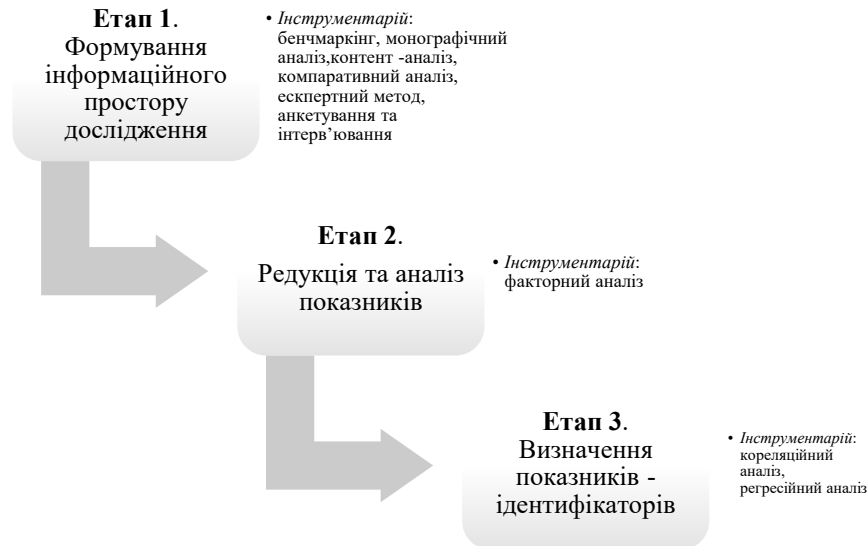 Етап 1.
Формування
інформаційного
простору
дослідження
• Інструментарій:
бенчмаркінг, монографічний
аналіз,контент -аналіз,
компаративний аналіз,
ескпертний метод,
анкетування та
інтерв’ювання
Етап 2.
Редукція та аналіз
показників
• Інструментарій:
факторний аналіз
Етап 3.
Визначення
показників -
ідентифікаторів
• Інструментарій:
кореляційний
аналіз,
регресійний аналіз